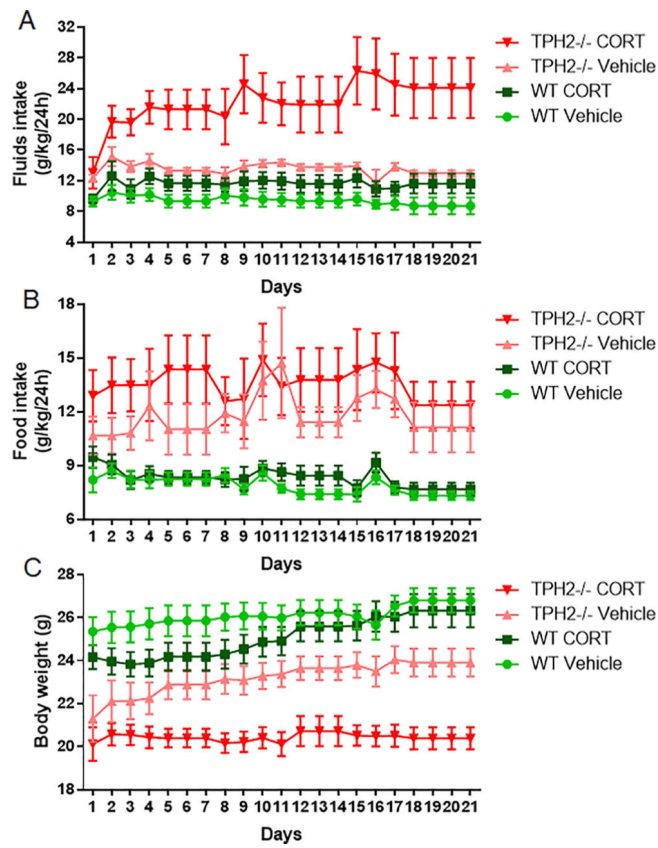 A
Fluids intake
(g/kg/24h)
32
28
24
20
16
12
8
4
1 2 3 4 5 6 7 8 9 10 11 12 13 14 15 16 17 18 19 20 21
Days
TPH2-/- CORT
TPH2-/- Vehicle
WT CORT
WT Vehicle
B
Food intake
(g/kg/24h)
18
15
12
9
6
1 2 3 4 5 6 7 8 9 10 11 12 13 14 15 16 17 18 19 20 21
Days
TPH2-/- CORT
TPH2-/- Vehicle
WT CORT
WT Vehicle
C
Body weight (g)
28
26
24
22
20
18
1 2 3 4 5 6 7 8 9 10 11 12 13 14 15 16 17 18 19 20 21
Days
TPH2-/- CORT
TPH2-/- Vehicle
WT CORT
WT Vehicle